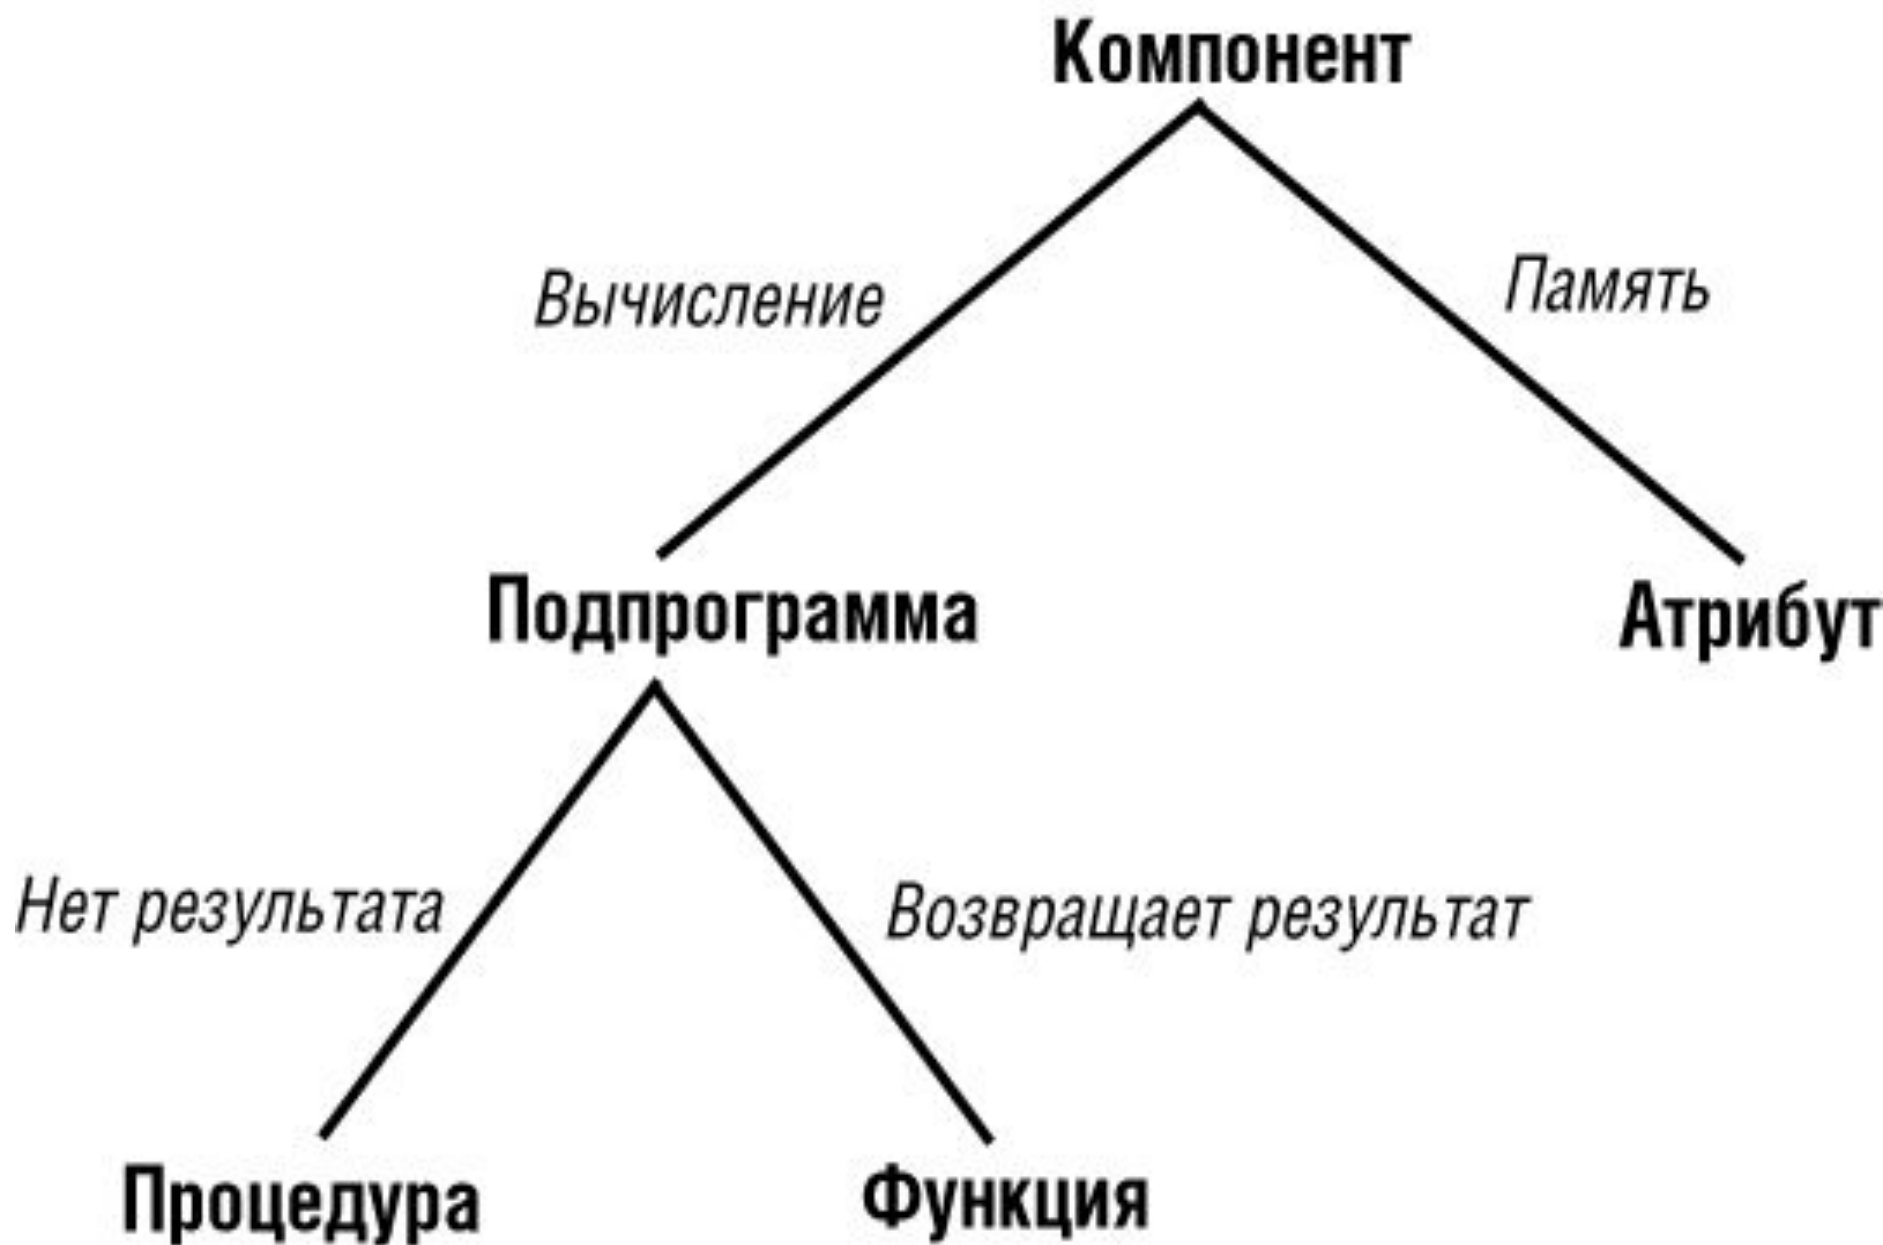 Компонент
Вычисление
Память
Подпрограмма
Атрибут
Нет результата
Возвращает результат
Процедура
Функция